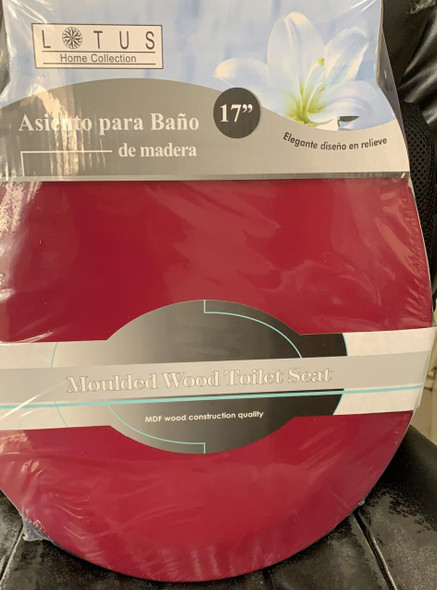 LOTUS
Home Collection
Asiento para Baño
17”
de madera
Elegante diseño en relieve
Moulded Wood Toilet Seat
MDF wood construction quality